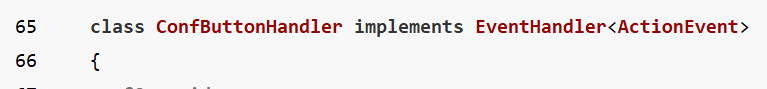 65 class ConfButtonHandler implements EventHandler<ActionEvent>
66 {